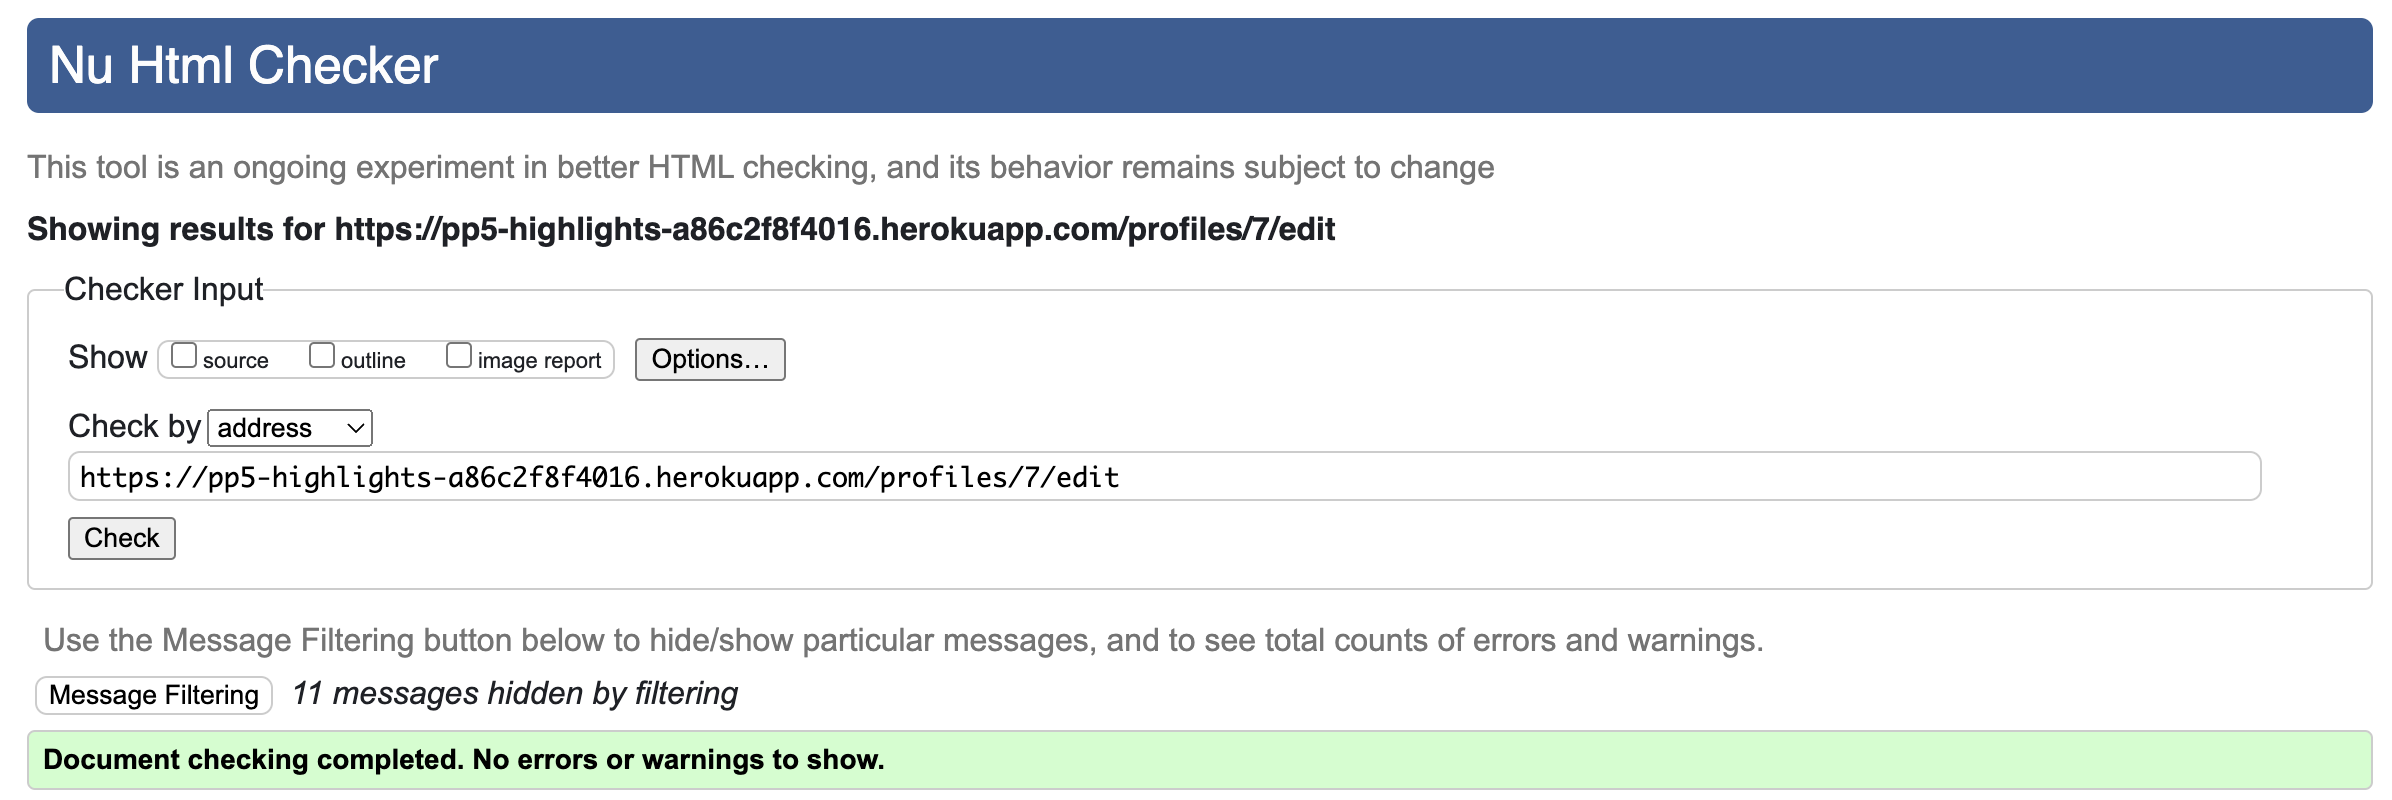 Nu Html Checker
This tool is an ongoing experiment in better HTML checking, and its behavior remains subject to change
Showing results for https://pp5-highlights-a86c2f8f4016.herokuapp.com/profiles/7/edit
Checker Input
Show source outline image report Options...
Check by address
https://pp5-highlights-a86c2f8f4016.herokuapp.com/profiles/7/edit
Check
Use the Message Filtering button below to hide/show particular messages, and to see total counts of errors and warnings.
Message Filtering 11 messages hidden by filtering
Document checking completed. No errors or warnings to show.